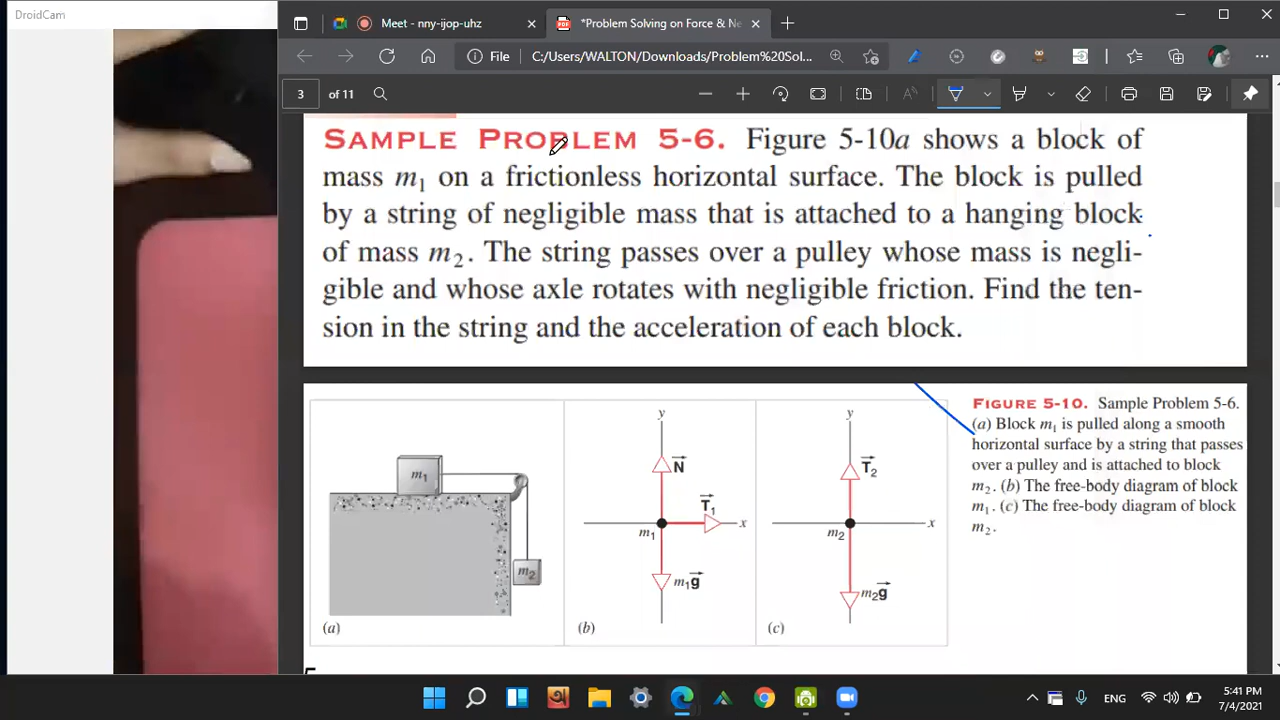 DroidCam
Meet - nny-ijop-uhz
*Problem Solving on Force & Ne
File
C:/Users/WALTON/Downloads/Problem%20Sol...
3 of 11
SAMPLE PROBLEM 5-6. Figure 5-10a shows a block of
mass m₁ on a frictionless horizontal surface. The block is pulled
by a string of negligible mass that is attached to a hanging block
of mass m₂. The string passes over a pulley whose mass is negli-
gible and whose axle rotates with negligible friction. Find the ten-
sion in the string and the acceleration of each block.
m₁
m₂
(a)
y
N
T₁
x
m₁
m₁g
(b)
y
T₂
x
m₂
m₂g
(c)
FIGURE 5-10. Sample Problem 5-6.
(a) Block m₁ is pulled along a smooth
horizontal surface by a string that passes
over a pulley and is attached to block
m₂. (b) The free-body diagram of block
m₁. (c) The free-body diagram of block
m₂.
ENG
5:41 PM
7/4/2021